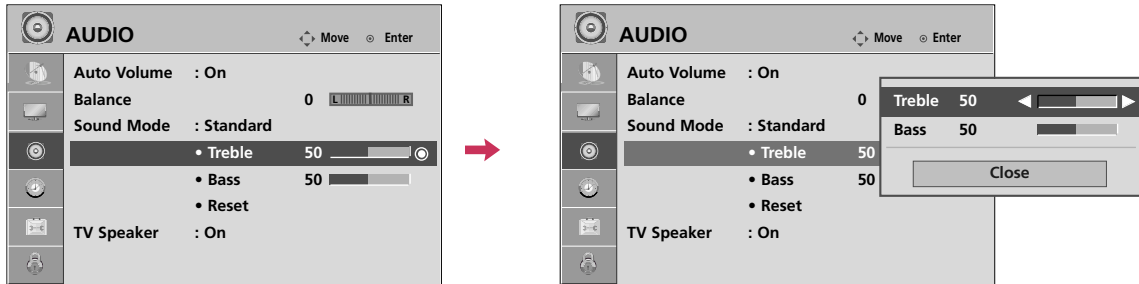 AUDIO
Move Enter
Auto Volume : On
Balance 0 L R
Sound Mode : Standard
• Treble 50
• Bass 50
• Reset
TV Speaker : On
AUDIO
Move Enter
Auto Volume : On
Balance 0
Sound Mode : Standard
• Treble 50
• Bass 50
• Reset
TV Speaker : On
Treble 50
Bass 50
Close